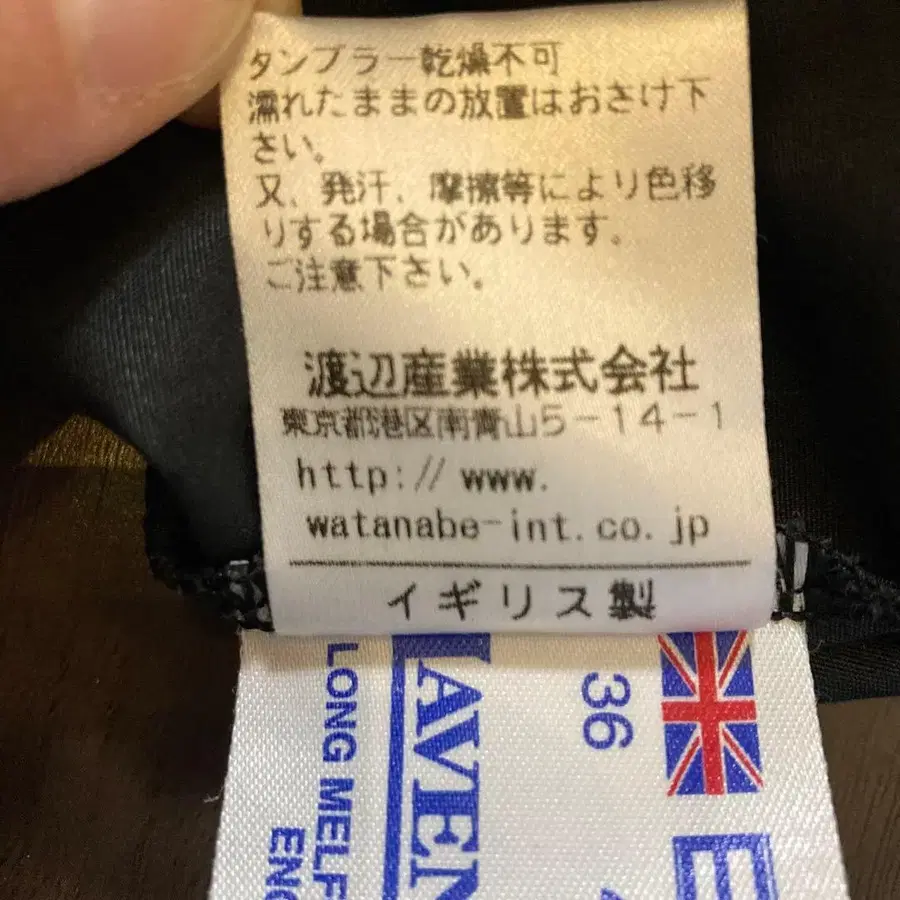 タンブラー乾燥不可
濡れたままの放置はおさけ下
さい。
又、発汗、摩擦等により色移
りする場合があります。
ご注意下さい。
渡辺産業株式会社
東京都港区南青山5-14-1
http://www.
watanabe-int.co.jp
イギリス製
36
LONG